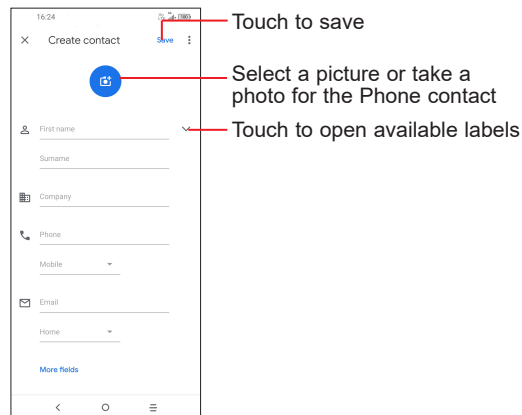 16:24
Create contact
Save
Touch to save
Select a picture or take a
photo for the Phone contact
First name
Touch to open available labels
Surname
Company
Phone
Mobile
Email
Home
More fields